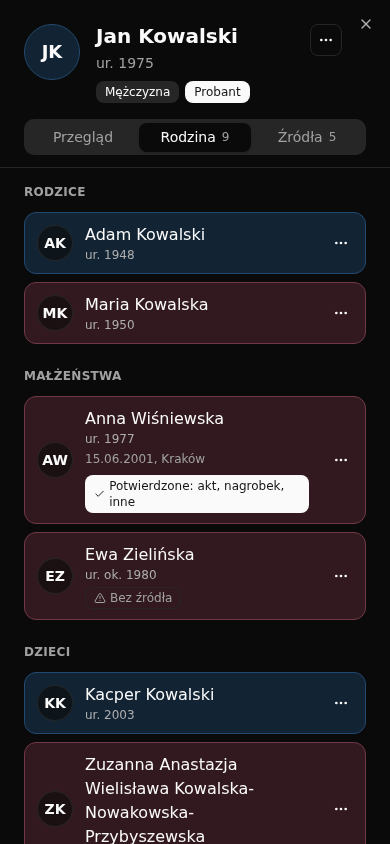 JK
Jan Kowalski
ur. 1975
Mężczyzna Probant
Przegląd Rodzina 9 Źródła 5
RODZICE
AK
Adam Kowalski
ur. 1948
MK
Maria Kowalska
ur. 1950
MAŁŻEŃSTWA
AW
Anna Wiśniewska
ur. 1977
15.06.2001, Kraków
Potwierdzone: akt, nagrobek,
inne
EZ
Ewa Zielińska
ur. ok. 1980
Bez źródła
DZIECI
KK
Kacper Kowalski
ur. 2003
ZK
Zuzanna Anastazja
Wielisława Kowalska-
Nowakowska-
Przybyszewska